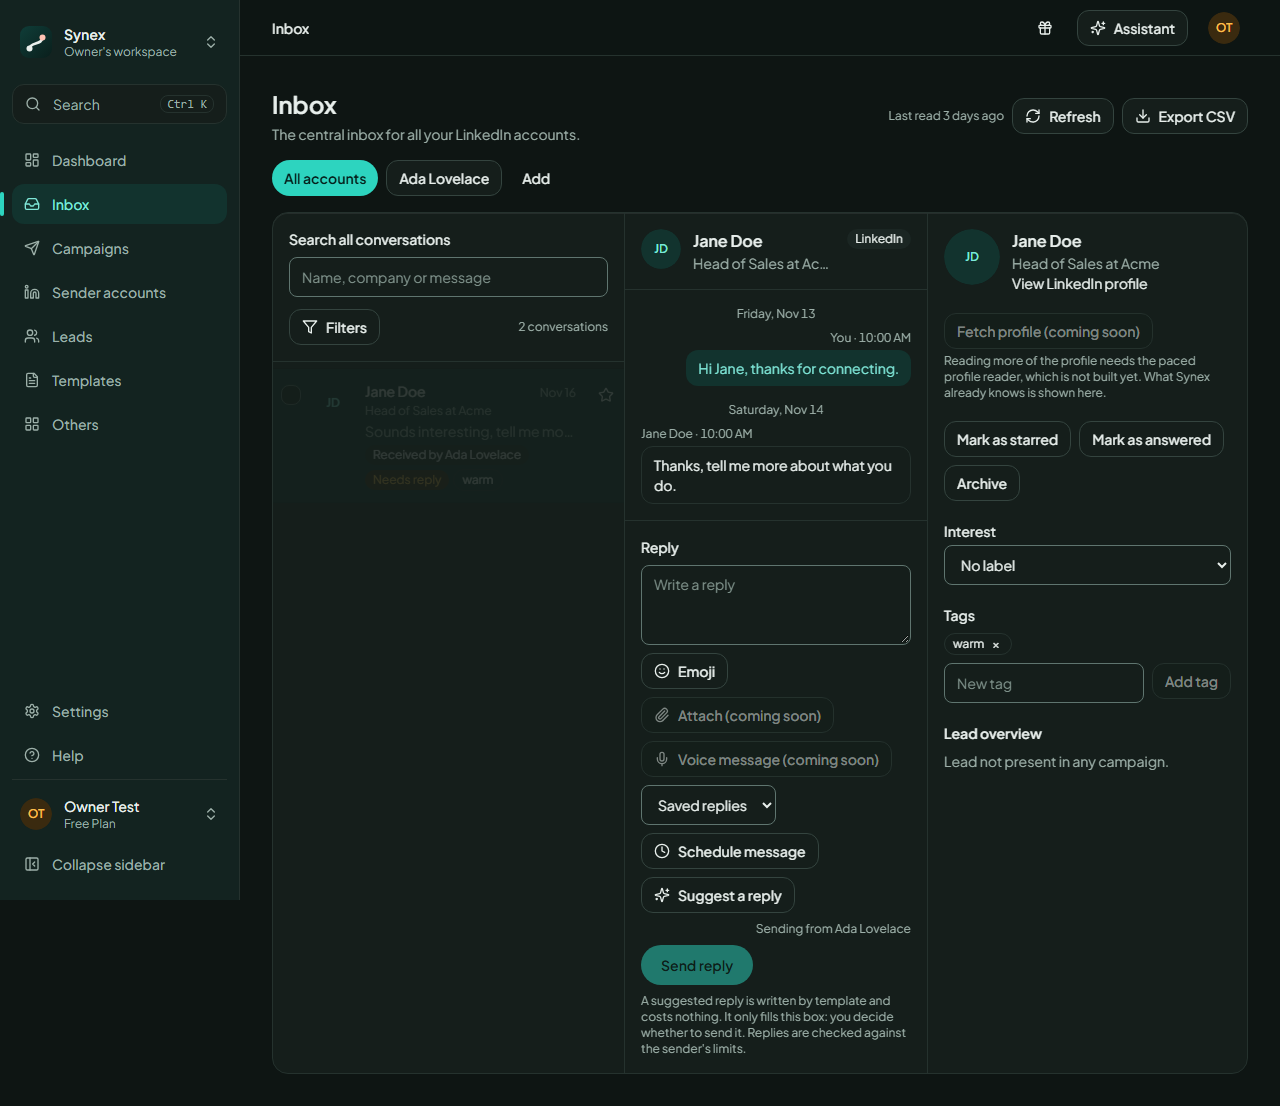 Synex
Owner's workspace
Search
Ctrl K
Dashboard
Inbox
Campaigns
Sender accounts
Leads
Templates
Others
Settings
Help
OT
Owner Test
Free Plan
Collapse sidebar
Inbox
Assistant
OT
Inbox
The central inbox for all your LinkedIn accounts.
Last read 3 days ago
Refresh
Export CSV
All accounts
Ada Lovelace
Add
Search all conversations
Name, company or message
Filters
2 conversations
JD
Jane Doe
Nov 16
Head of Sales at Acme
Sounds interesting, tell me mo...
Received by Ada Lovelace
Needs reply
warm
JD
Jane Doe
Head of Sales at Ac...
LinkedIn
Friday, Nov 13
You · 10:00 AM
Hi Jane, thanks for connecting.
Saturday, Nov 14
Jane Doe · 10:00 AM
Thanks, tell me more about what you
do.
Reply
Write a reply
Emoji
Attach (coming soon)
Voice message (coming soon)
Saved replies
Schedule message
Suggest a reply
Sending from Ada Lovelace
Send reply
A suggested reply is written by template and
costs nothing. It only fills this box: you decide
whether to send it. Replies are checked against
the sender's limits.
JD
Jane Doe
Head of Sales at Acme
View LinkedIn profile
Fetch profile (coming soon)
Reading more of the profile needs the paced
profile reader, which is not built yet. What Synex
already knows is shown here.
Mark as starred
Mark as answered
Archive
Interest
No label
Tags
warm ×
New tag
Add tag
Lead overview
Lead not present in any campaign.